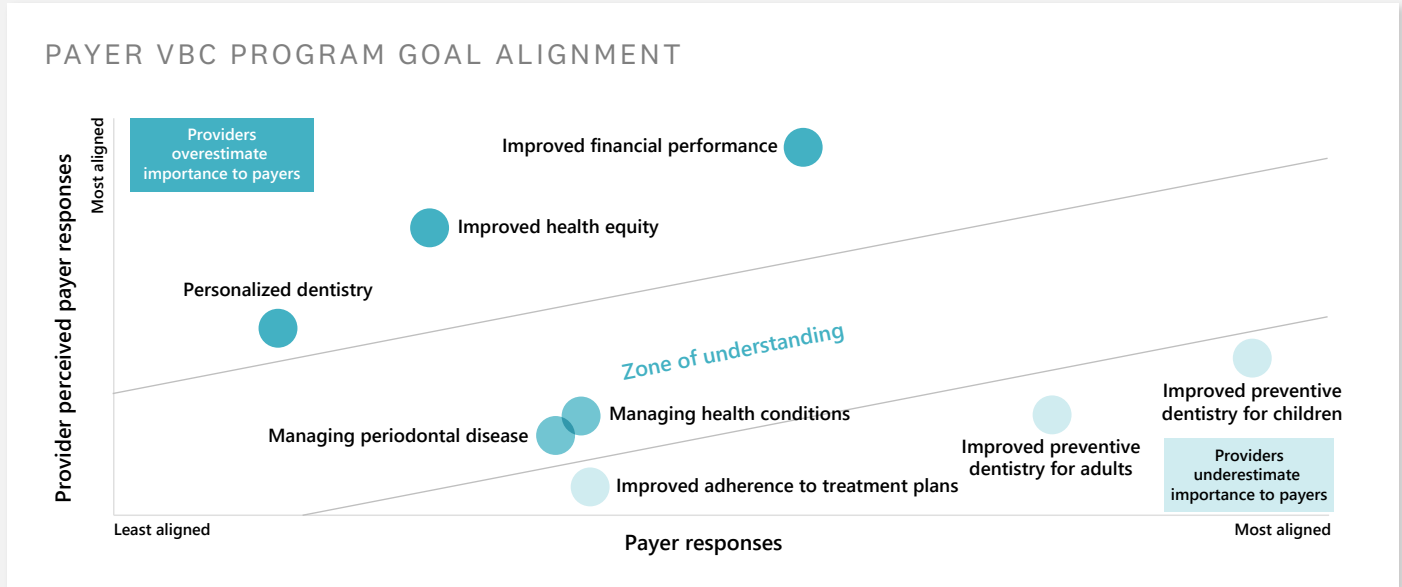 PAYER VBC PROGRAM GOAL ALIGNMENT
Provider perceived payer responses
Most aligned
Providers
overestimate
importance to payers
Improved financial performance
Improved health equity
Personalized dentistry
Zone of understanding
Managing health conditions
Managing periodontal disease
Improved adherence to treatment plans
Improved preventive
dentistry for adults
Improved preventive
dentistry for children
Providers
underestimate
importance to payers
Least aligned
Most aligned
Payer responses